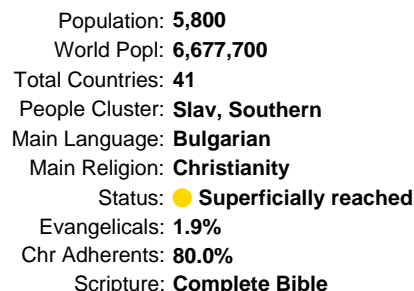 Population: 5,800
World Popl: 6,677,700
Total Countries: 41
People Cluster: Slav, Southern
Main Language: Bulgarian
Main Religion: Christianity
Status: Superficially reached
Evangelicals: 1.9%
Chr Adherents: 80.0%
Scripture: Complete Bible